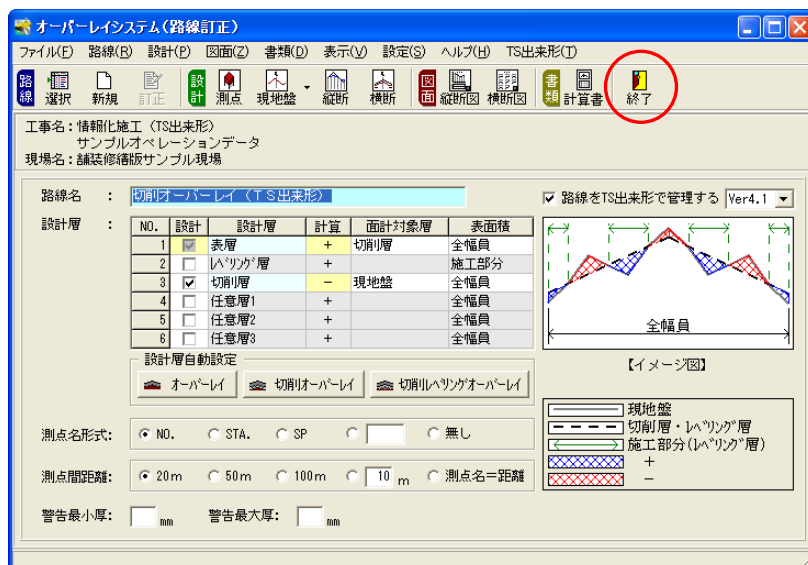 オーバーレイシステム(路線訂正)
ファイル(F) 路線(R) 設計(P) 図面(Z) 書類(D) 表示(V) 設定(S) ヘルプ(H) TS出来形(T)
路線 選択 新規 訂正 設計 測点 現地盤 縦断 横断 図面 縦断図 横断図 書類 計算書 終了
工事名:情報化施工(TS出来形)
サンプルオペレーションデータ
現場名:舗装修繕版サンプル現場
路線名 : 切削オーバーレイ(TS出来形) 路線をTS出来形で管理する Ver4.1
設計層 : NO. 設計 設計層 計算 面計対象層 表面積
1 表層 + 切削層 全幅員
2 レベリング層 + 施工部分
3 切削層 - 現地盤 全幅員
4 任意層1 + 全幅員
5 任意層2 + 全幅員
6 任意層3 + 全幅員
全幅員
【イメージ図】
設計層自動設定
オーバーレイ 切削オーバーレイ 切削レベリングオーバーレイ
現地盤
切削層・レベリング層
施工部分(レベリング層)
+
-
測点名形式: NO. STA. SP 無し
測点間距離: 20m 50m 100m 10 m 測点名=距離
警告最小厚: mm 警告最大厚: mm